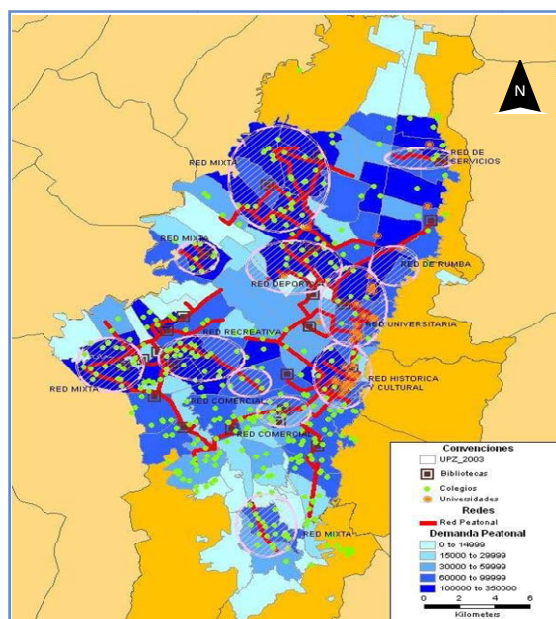 N
RED MIXTA
RED DE
SERVICIOS
RED MIXTA
RED DE RUMBA
RED DEPORTIVA
RED UNIVERSITARIA
RED RECREATIVA
RED MIXTA
RED HISTORICA
Y CULTURAL
RED COMERCIAL
RED COMERCIAL
RED MIXTA
Convenciones
UPZ_2003
Bibliotecas
Colegios
Universidades
Redes
Red Peatonal
Demanda Peatonal
0 to 14999
15000 to 29999
30000 to 59999
60000 to 99999
100000 to 350000
0 2 4 6
Kilometers